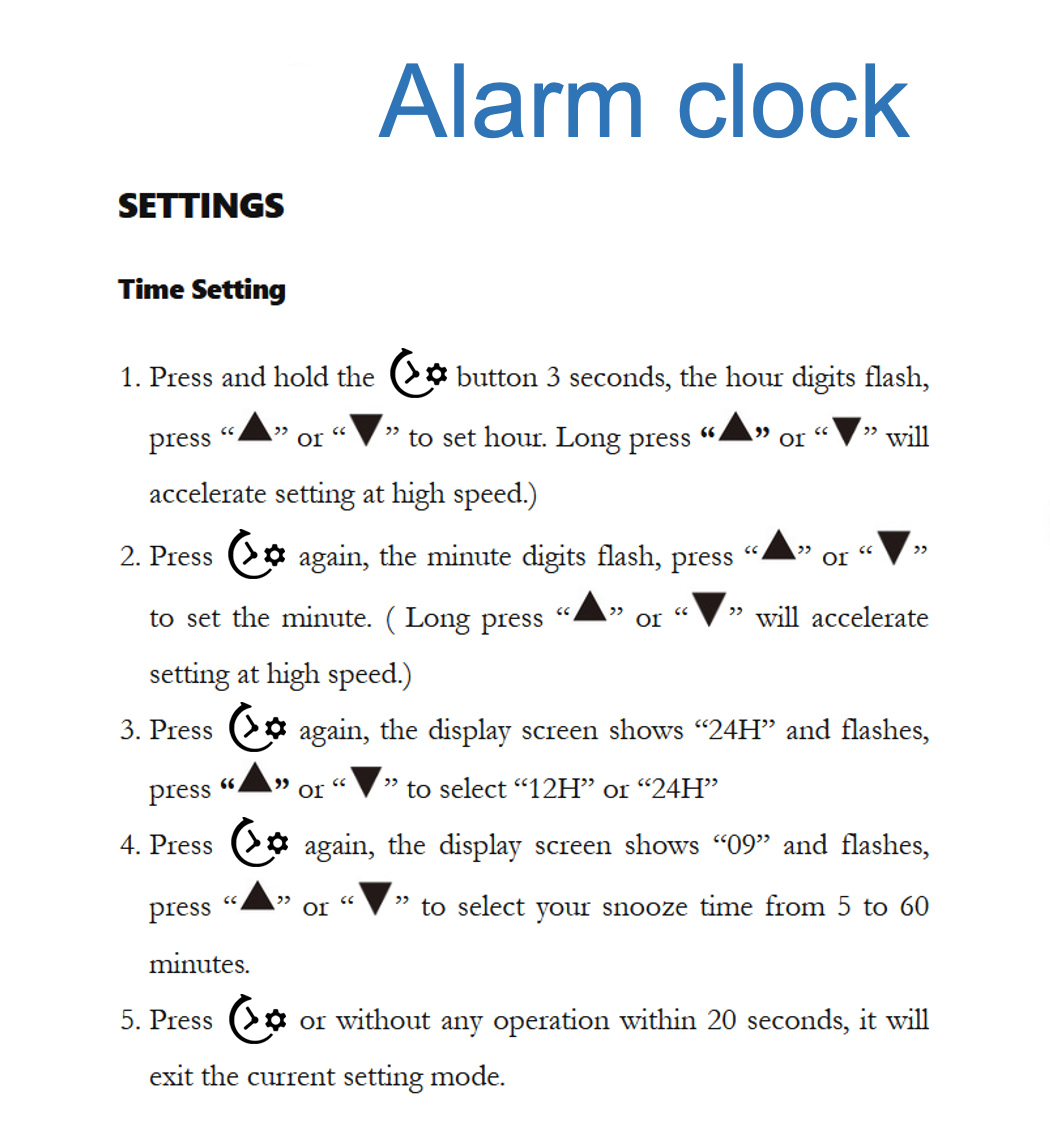 Alarm clock
SETTINGS
Time Setting
1. Press and hold the button 3 seconds, the hour digits flash,
press “▲” or “▼” to set hour. Long press “▲” or “▼” will
accelerate setting at high speed.)
2. Press again, the minute digits flash, press “▲” or “▼”
to set the minute. ( Long press “▲” or “▼” will accelerate
setting at high speed.)
3. Press again, the display screen shows “24H” and flashes,
press “▲” or “▼” to select “12H” or “24H”
4. Press again, the display screen shows “09” and flashes,
press “▲” or “▼” to select your snooze time from 5 to 60
minutes.
5. Press or without any operation within 20 seconds, it will
exit the current setting mode.